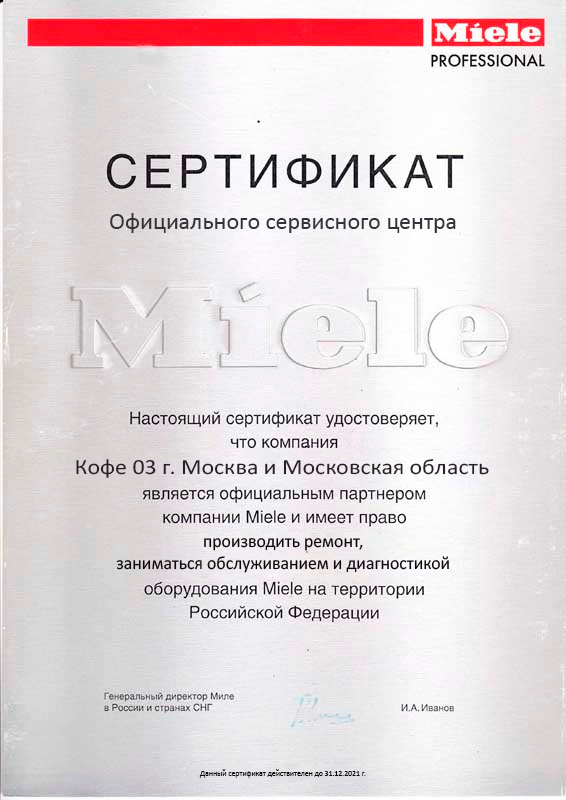 Miele
PROFESSIONAL
СЕРТИФИКАТ
Официального сервисного центра
Miele
Настоящий сертификат удостоверяет,
что компания
Кофе 03 г. Москва и Московская область
является официальным партнером
компании Miele и имеет право
производить ремонт,
заниматься обслуживанием и диагностикой
оборудования Miele на территории
Российской Федерации
Генеральный директор Миле
в России и странах СНГ
И.А.Иванов
Данный сертификат действителен до 31.12.2021 г.